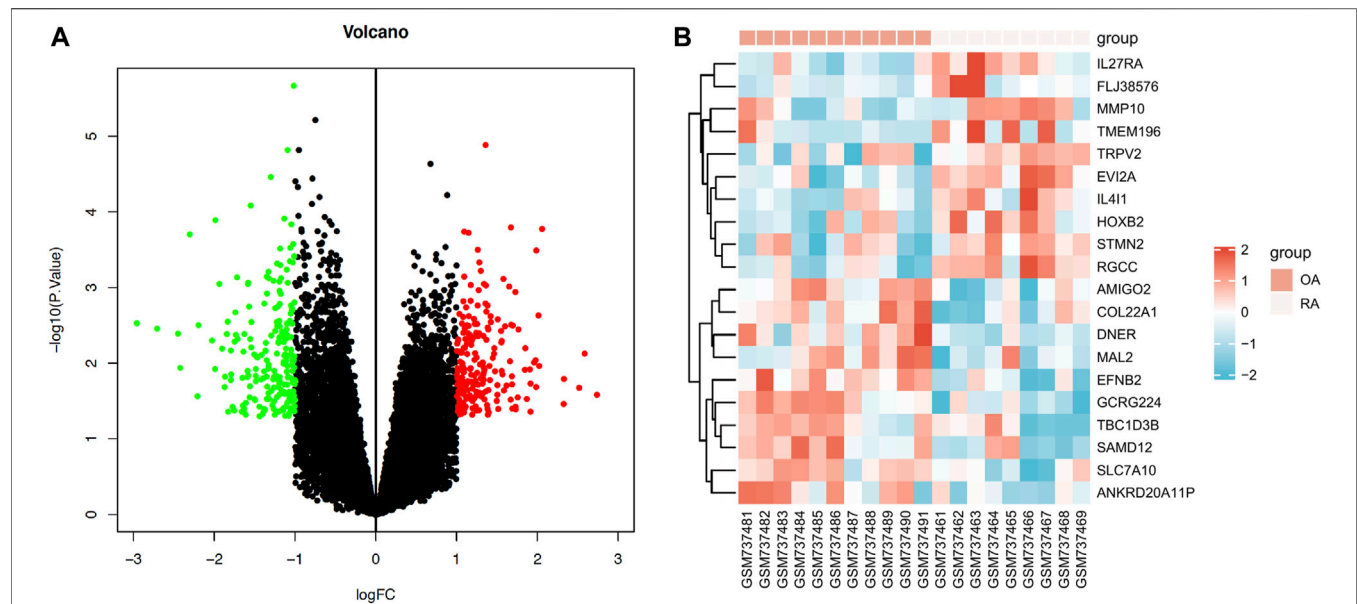 A
Volcano
5
4
3
2
1
0
−3
−2
−1
0
1
2
3
−log10(P.Value)
logFC
B
group
IL27RA
FLJ38576
MMP10
TMEM196
TRPV2
EVI2A
IL4I1
HOXB2
STMN2
RGCC
AMIGO2
COL22A1
DNER
MAL2
EFNB2
GCRG224
TBC1D3B
SAMD12
SLC7A10
ANKRD20A11P
GSM737481
GSM737482
GSM737483
GSM737484
GSM737485
GSM737486
GSM737487
GSM737488
GSM737489
GSM737490
GSM737491
GSM737461
GSM737462
GSM737463
GSM737464
GSM737465
GSM737466
GSM737467
GSM737468
GSM737469
2
1
0
−1
−2
group
OA
RA